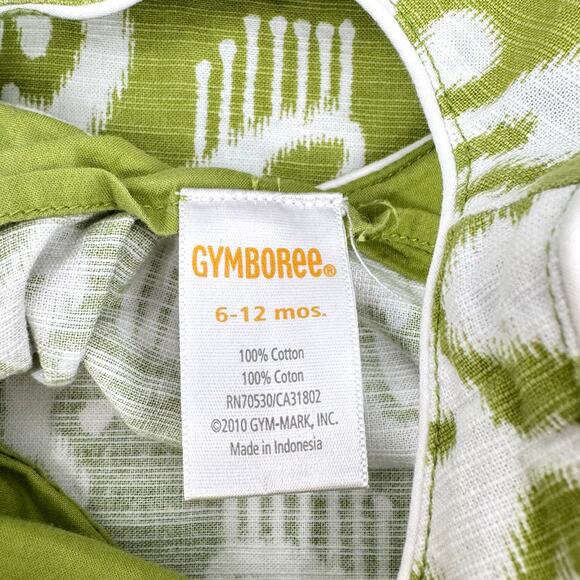 GYMBOReE®
6-12 mos.
100% Cotton
100% Coton
RN70530/CA31802
©2010 GYM-MARK, INC.
Made in Indonesia